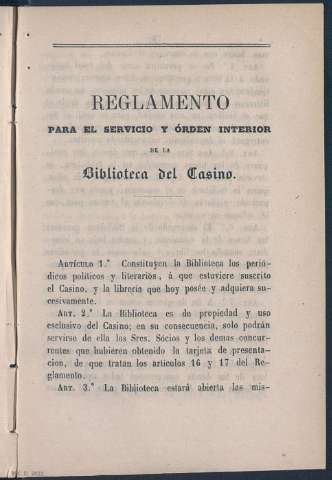 REGLAMENTO
PARA EL SERVICIO Y ÓRDEN INTERIOR
DE LA
Biblioteca del Casino.
ARTÍCULO 1.° Constituyen la Biblioteca los perió-
dicos políticos y literarios, á que estuviere suscrito
el Casino, y la librería que hoy posée y adquiera su-
cesivamente.
ART. 2.° La Biblioteca es de propiedad y uso
esclusivo del Casino; en su consecuencia, solo podrán
servirse de ella los Sres. Sócios y los demas concur-
rentes que hubieren obtenido la tarjeta de presenta-
cion, de que tratan los artículos 16 y 17 del Re-
glamento.
ART. 3.° La Biblioteca estará abierta las mis-